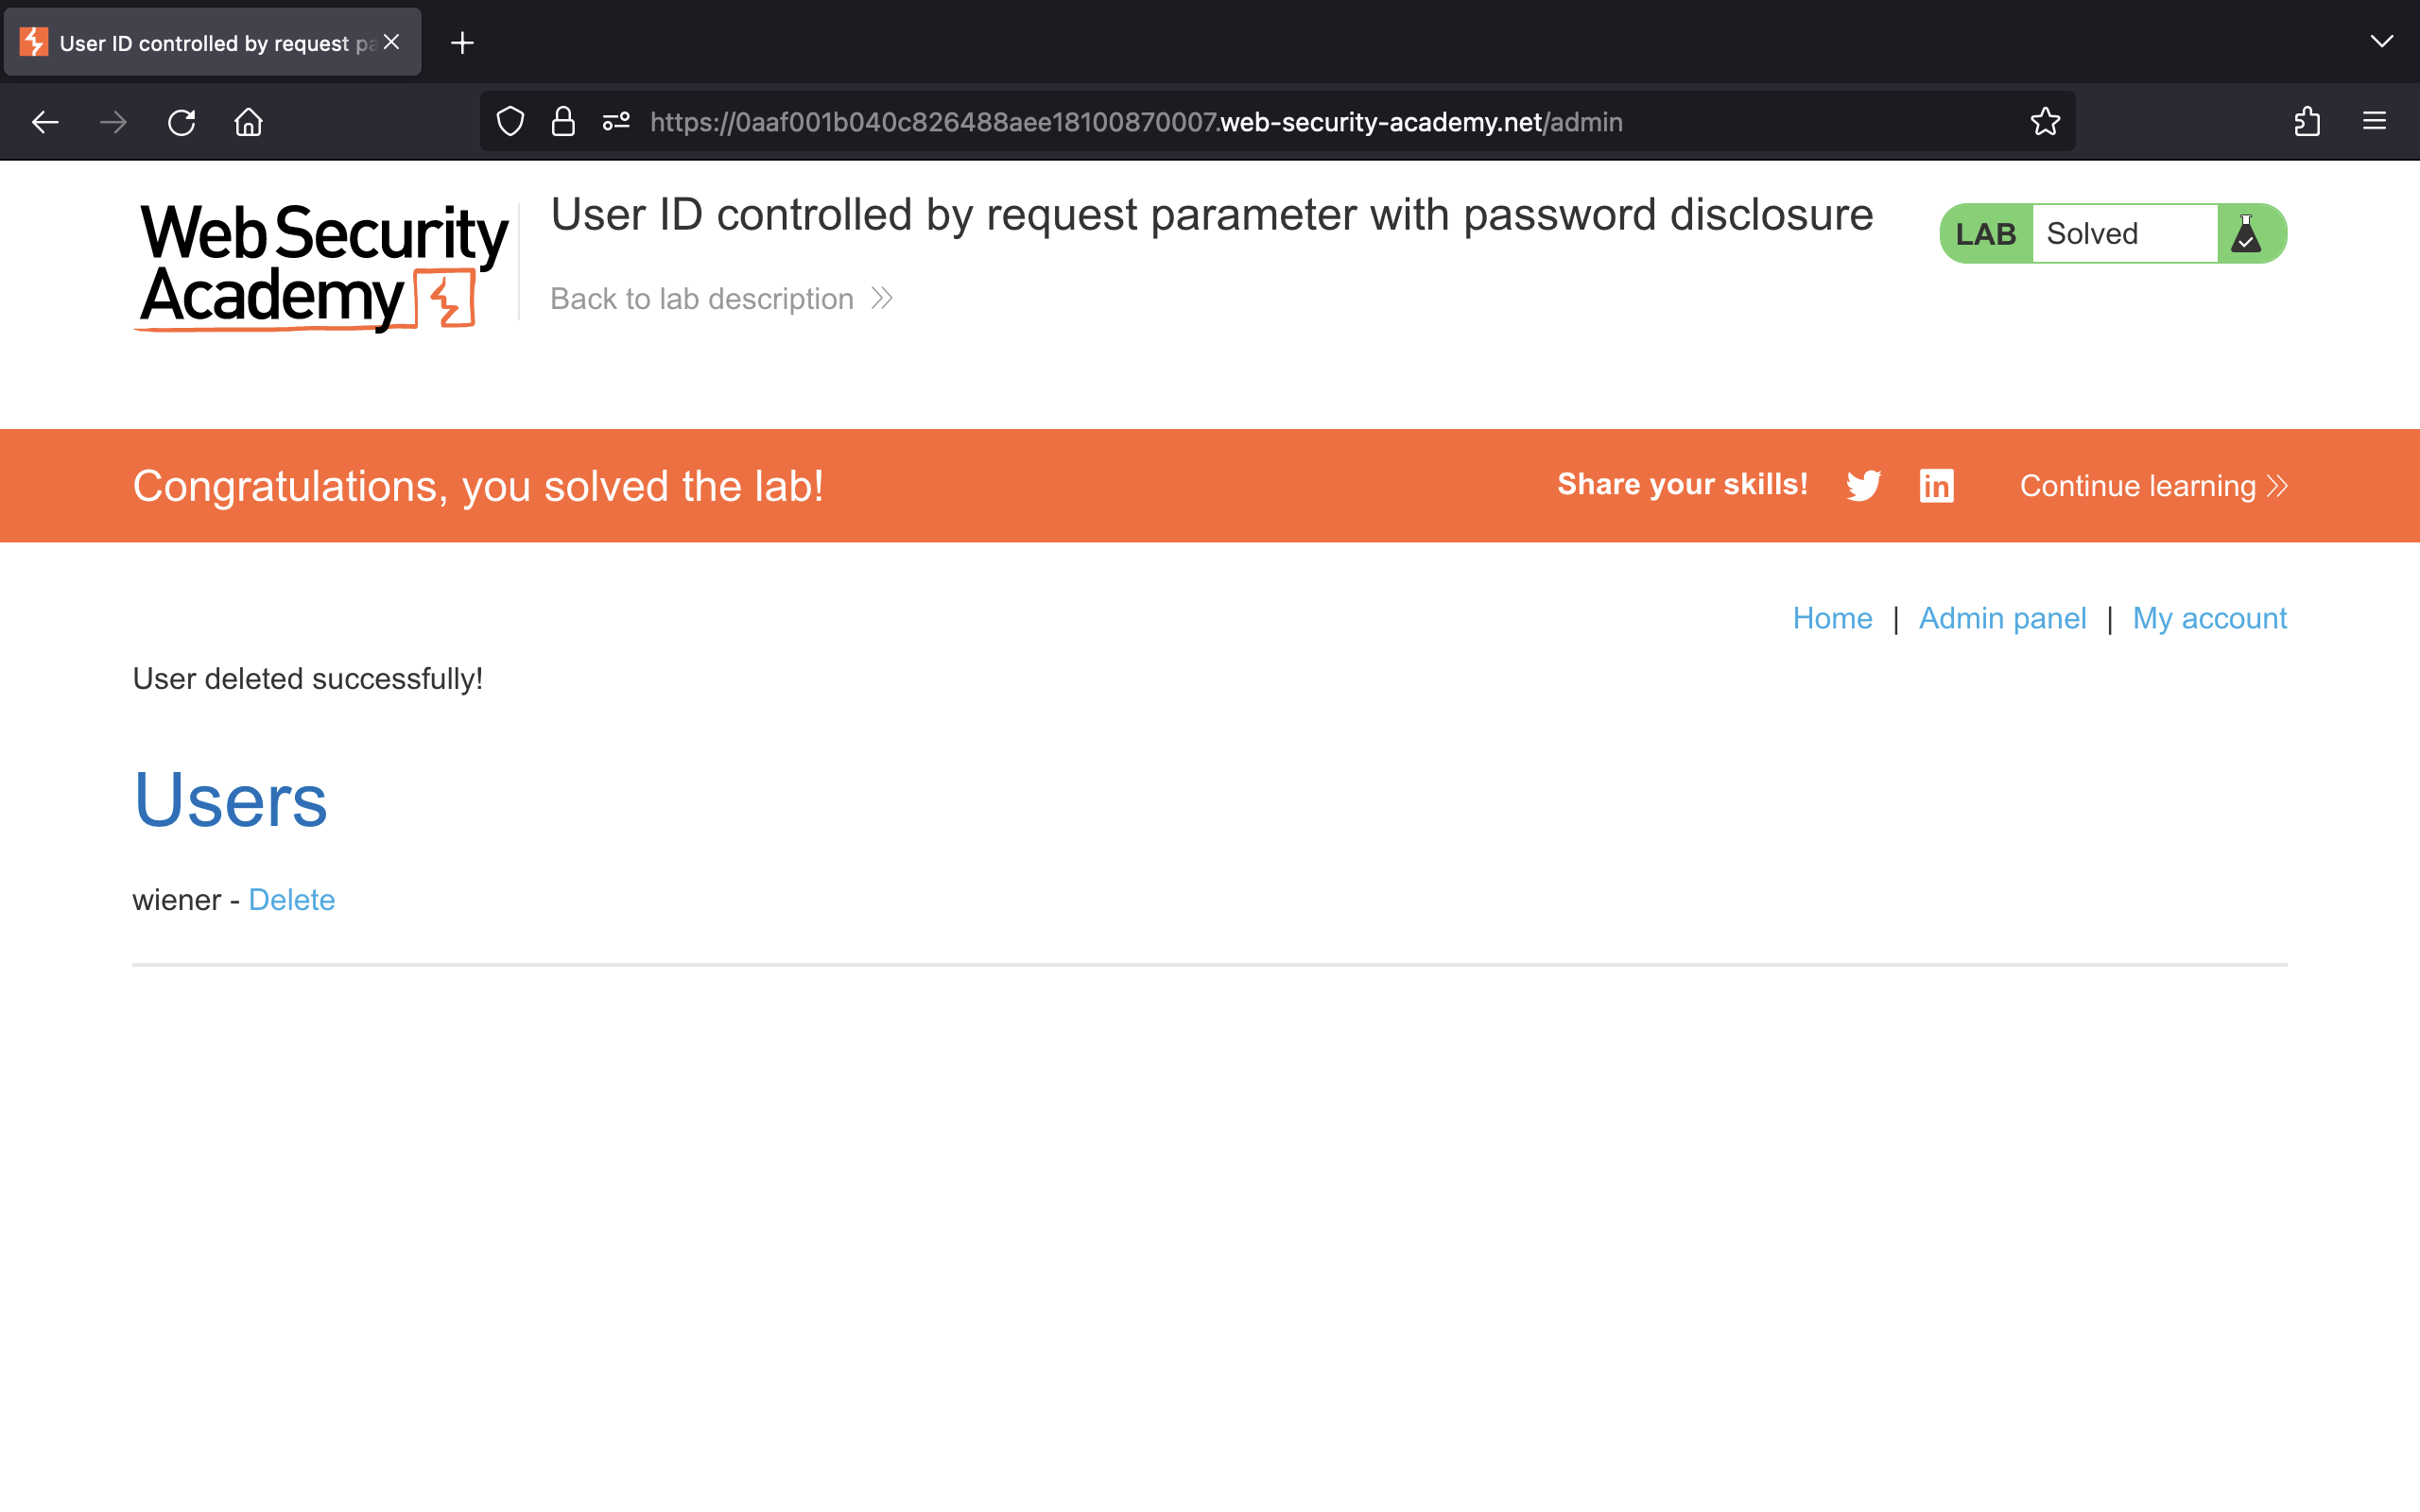 User ID controlled by request pa
https://0aaf001b040c826488aee18100870007.web-security-academy.net/admin
Web Security
Academy
User ID controlled by request parameter with password disclosure
LAB Solved
Back to lab description
Congratulations, you solved the lab!
Share your skills! in Continue learning
Home | Admin panel | My account
User deleted successfully!
Users
wiener - Delete